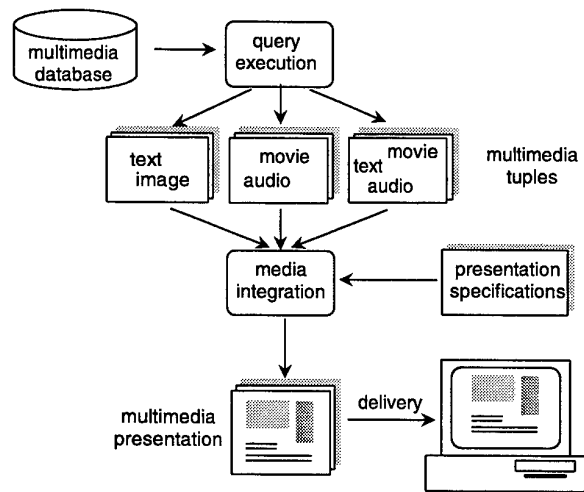 multimedia
database
query
execution
text
image
movie
audio
movie
text
audio
multimedia
tuples
media
integration
presentation
specifications
multimedia
presentation
delivery